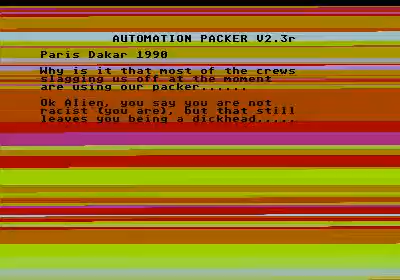 AUTOMATION PACKER V2.3r
Paris Dakar 1990
Why is it that most of the crews
slagging us off at the moment
are using our packer......
Ok Alien, you say you are not
racist (you are), but that still
leaves you being a dickhead.....